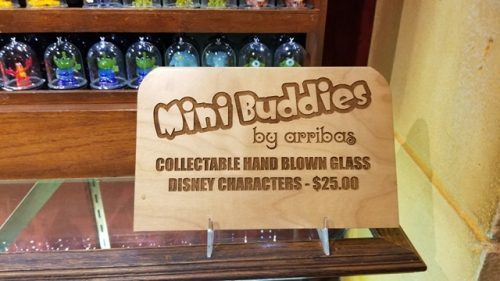 Mini Buddies
by arribas
COLLECTABLE HAND BLOWN GLASS
DISNEY CHARACTERS - $25.00